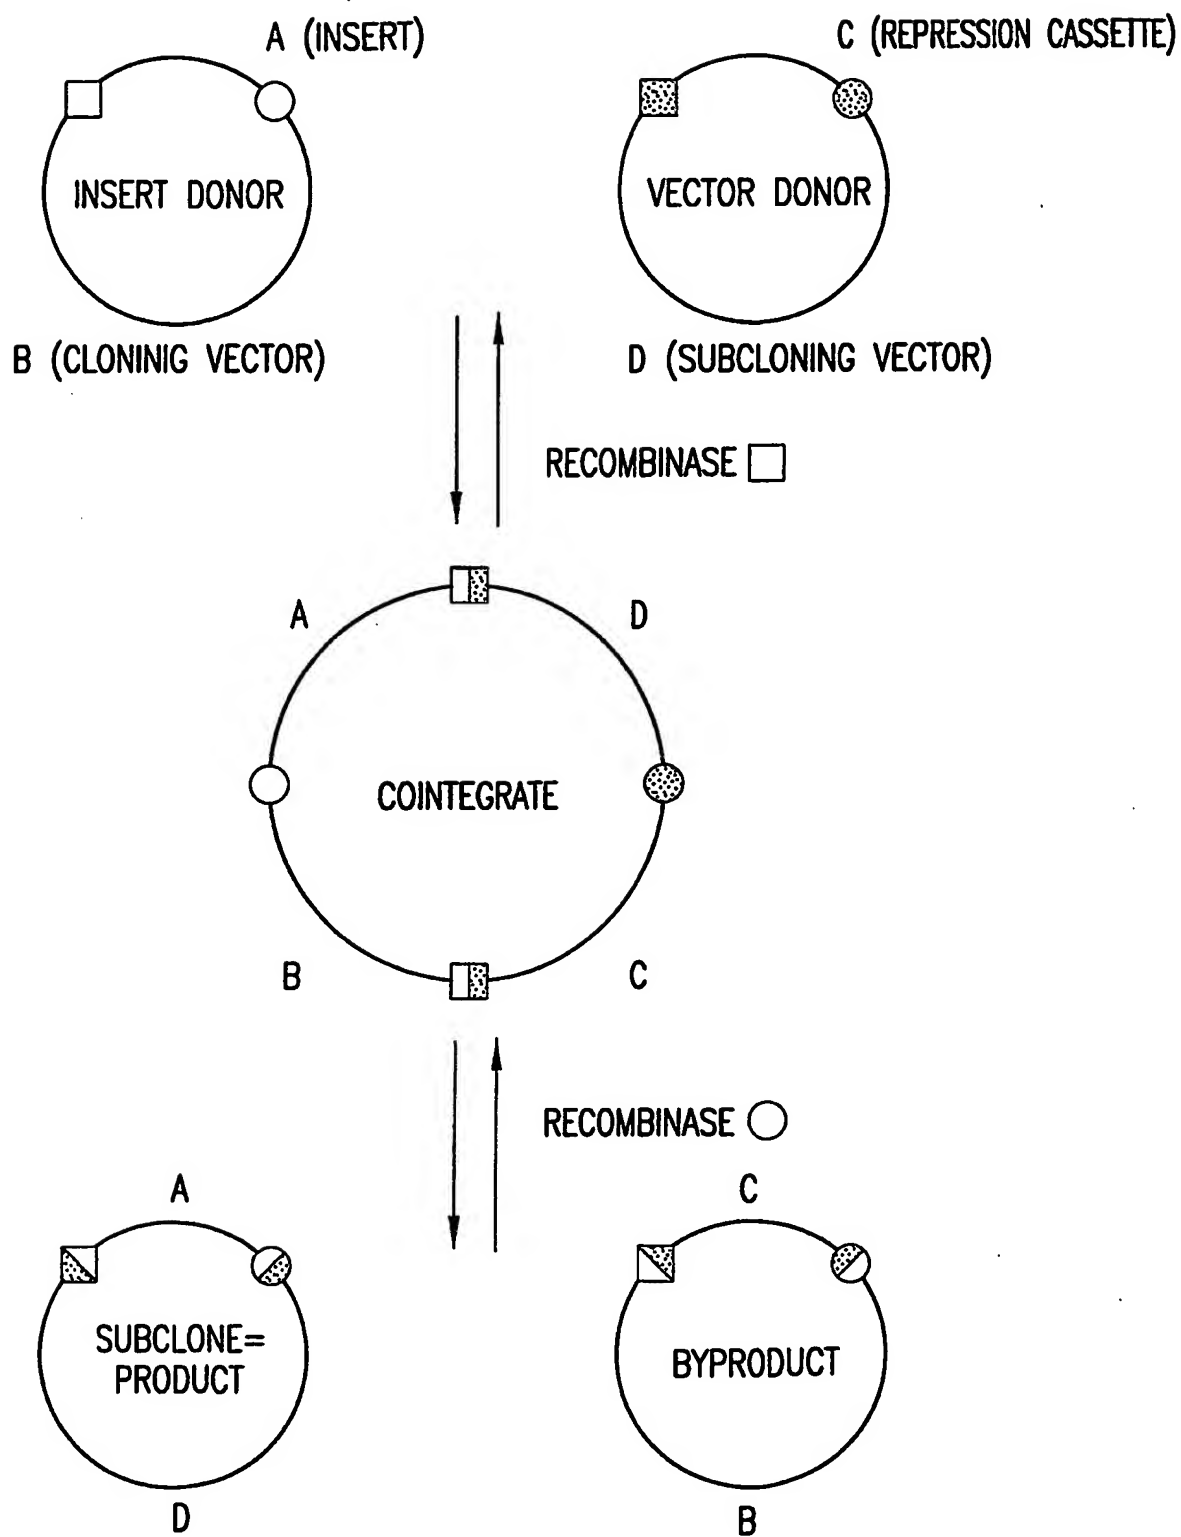 A (INSERT)
C (REPRESSION CASSETTE)
INSERT DONOR
VECTOR DONOR
B (CLONINIG VECTOR)
D (SUBCLONING VECTOR)
RECOMBINASE
A
D
COINTEGRATE
B
C
RECOMBINASE
A
C
SUBCLONE=
PRODUCT
BYPRODUCT
D
B